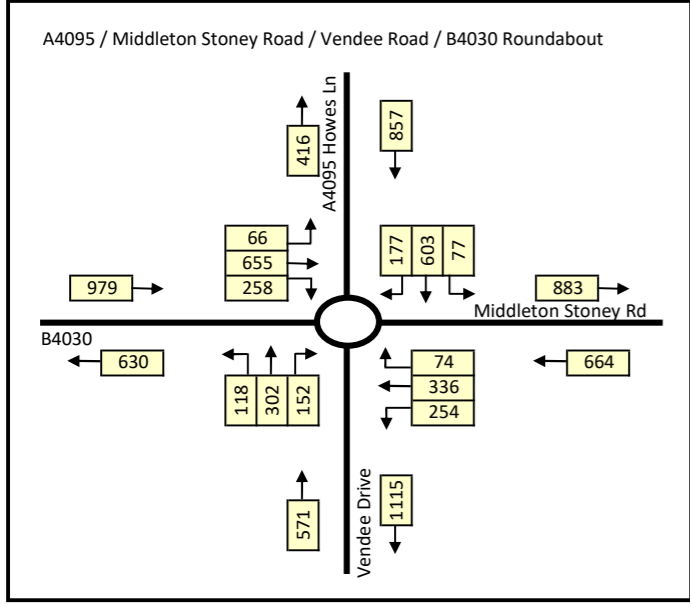 A4095 / Middleton Stoney Road / Vendee Road / B4030 Roundabout
416
A4095 Howes Ln
857
66
655
258
177 603 77
979
883
Middleton Stoney Rd
B4030
630
118 302 152
74
336
254
664
571
Vendee Drive
1115